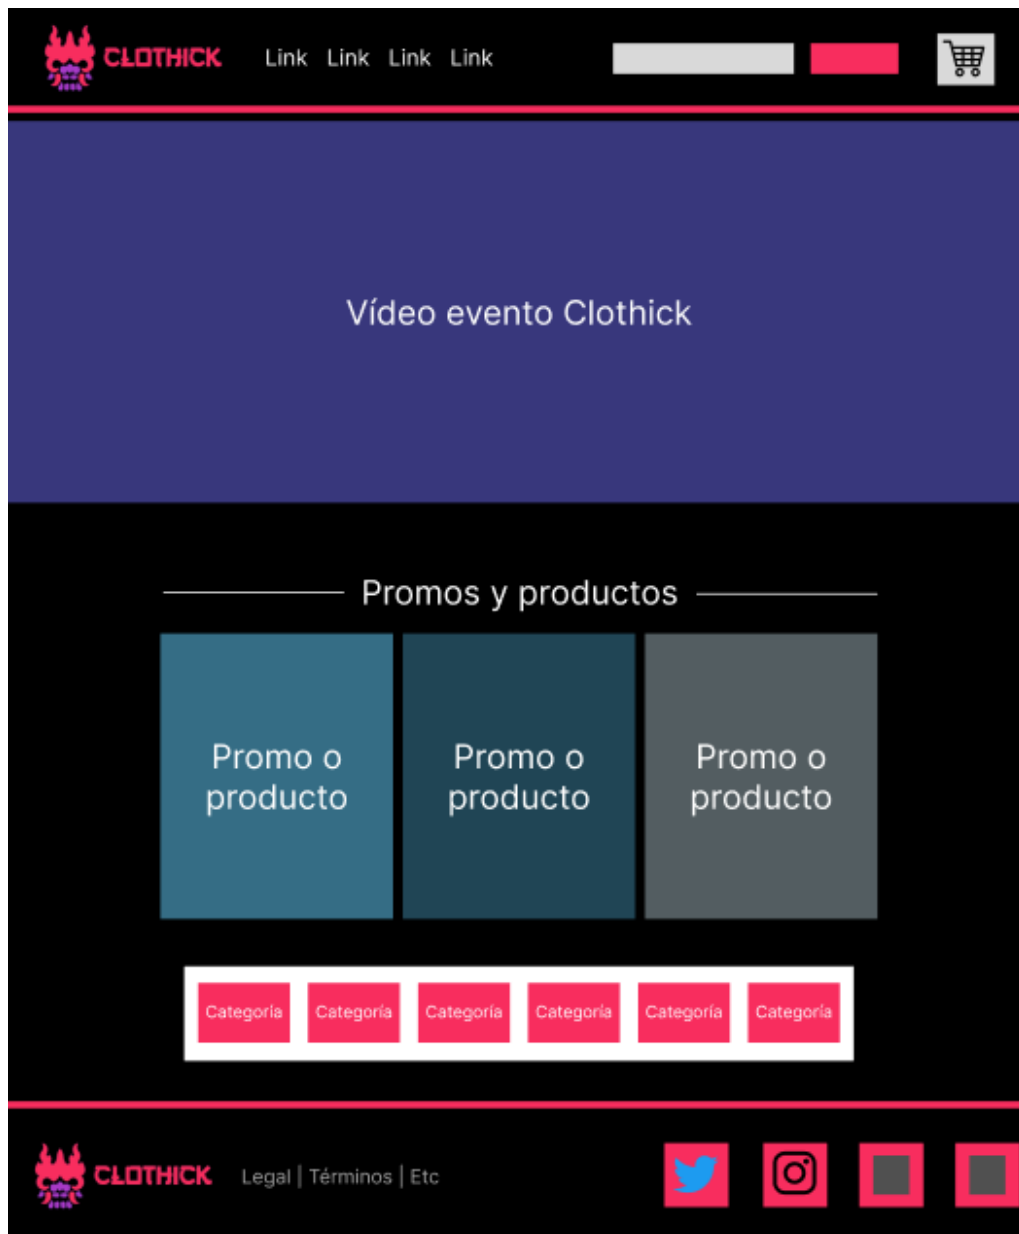 CLOTHICK Link Link Link Link
Vídeo evento Clothick
Promos y productos
Promo o
producto
Promo o
producto
Promo o
producto
Categoría Categoría Categoría Categoría Categoría Categoría
CLOTHICK Legal | Términos | Etc